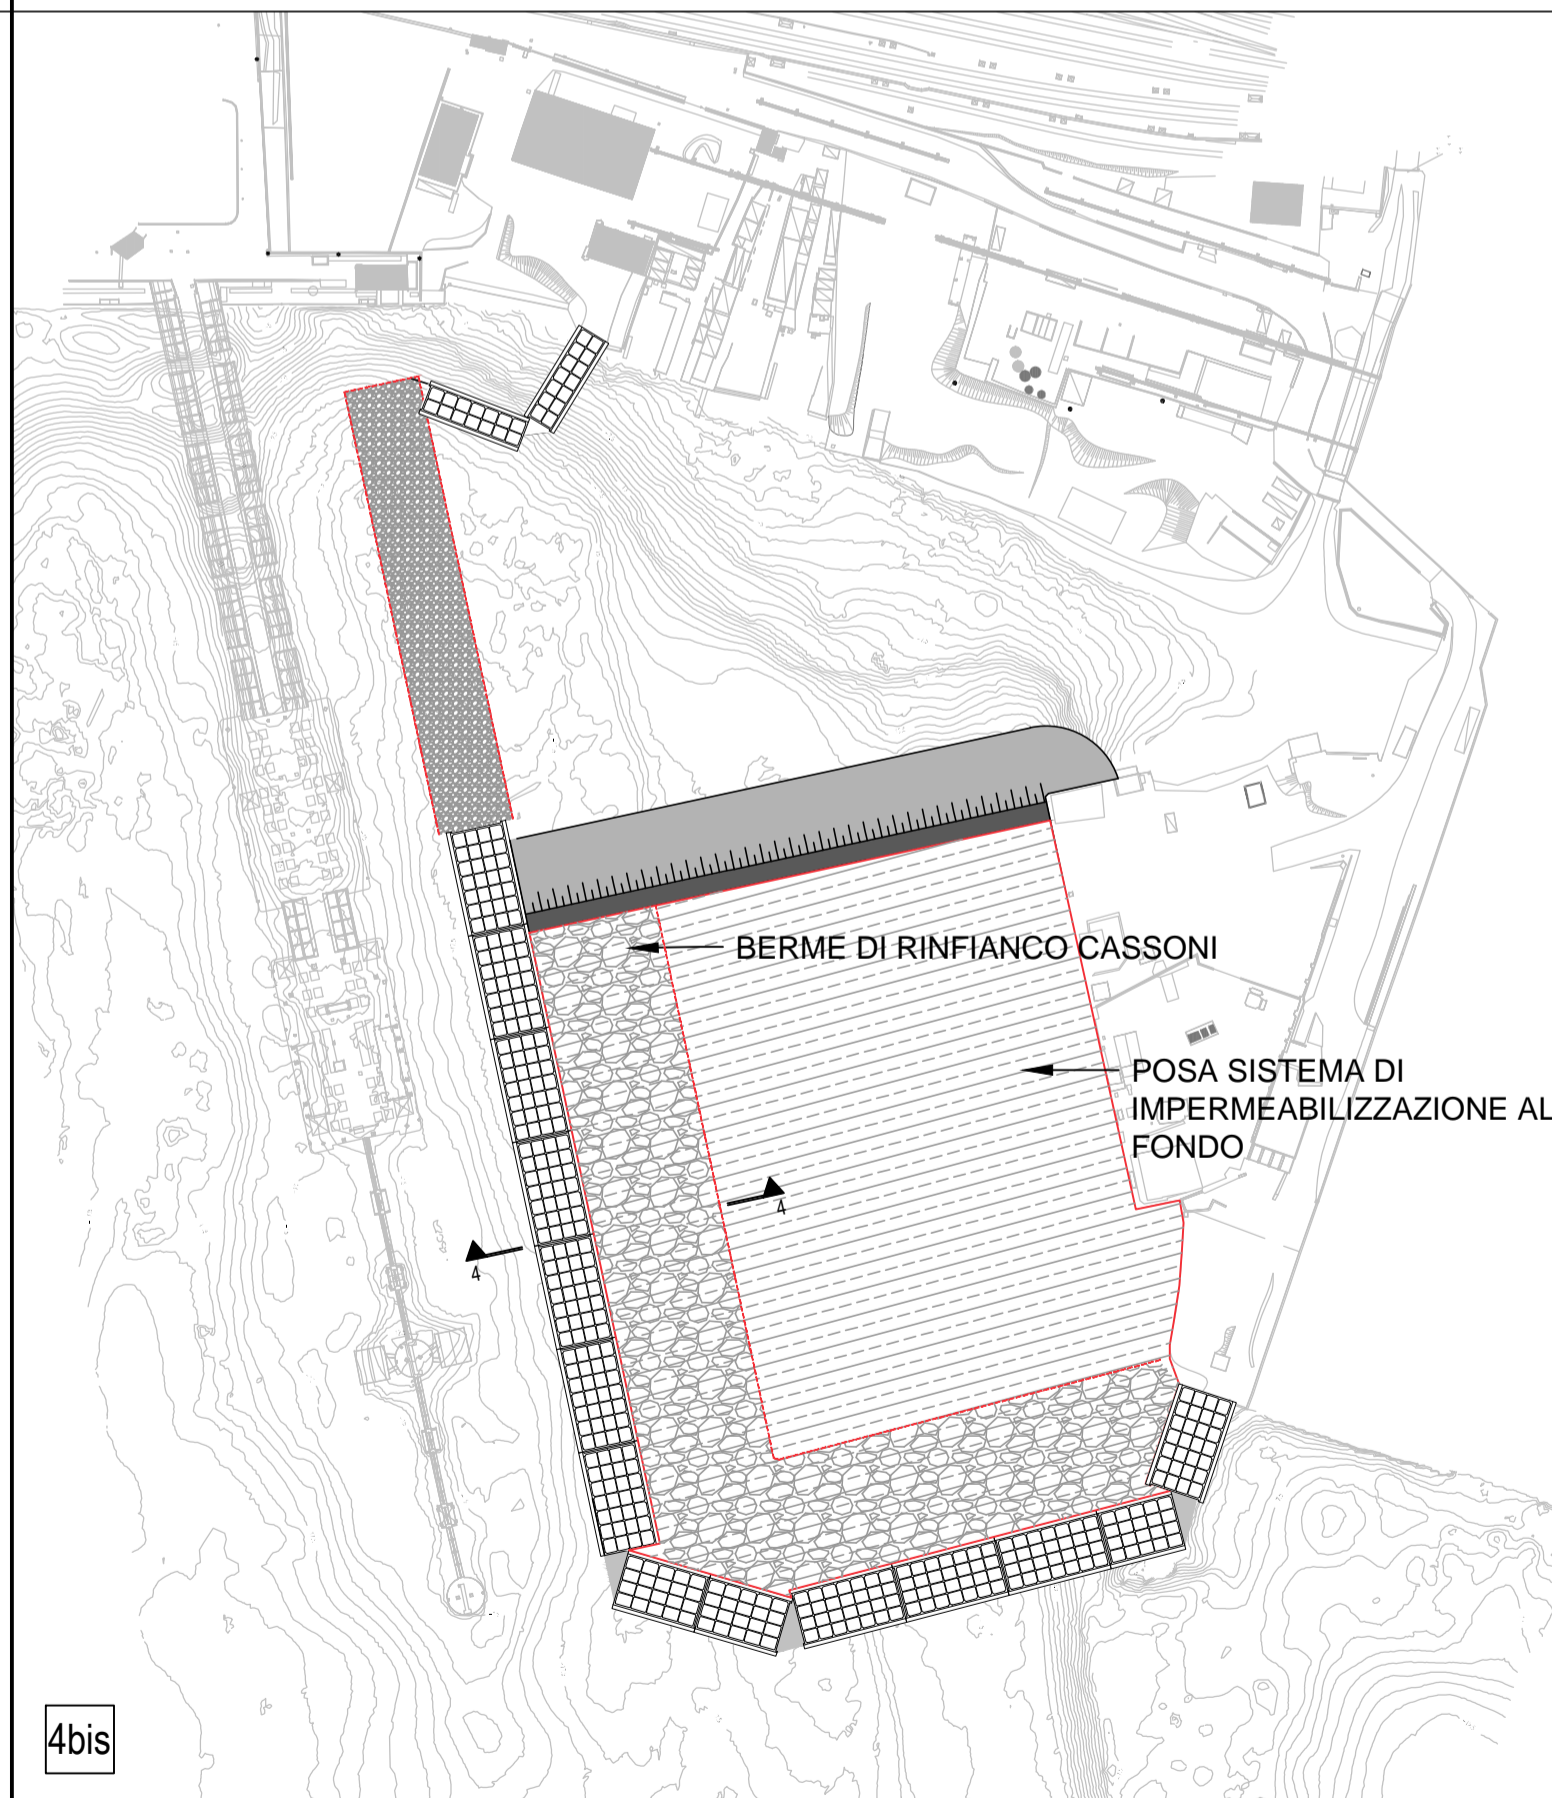 BERME DI RINFIANCO CASSONI
POSA SISTEMA DI
IMPERMEABILIZZAZIONE AL
FONDO
4
4
4bis